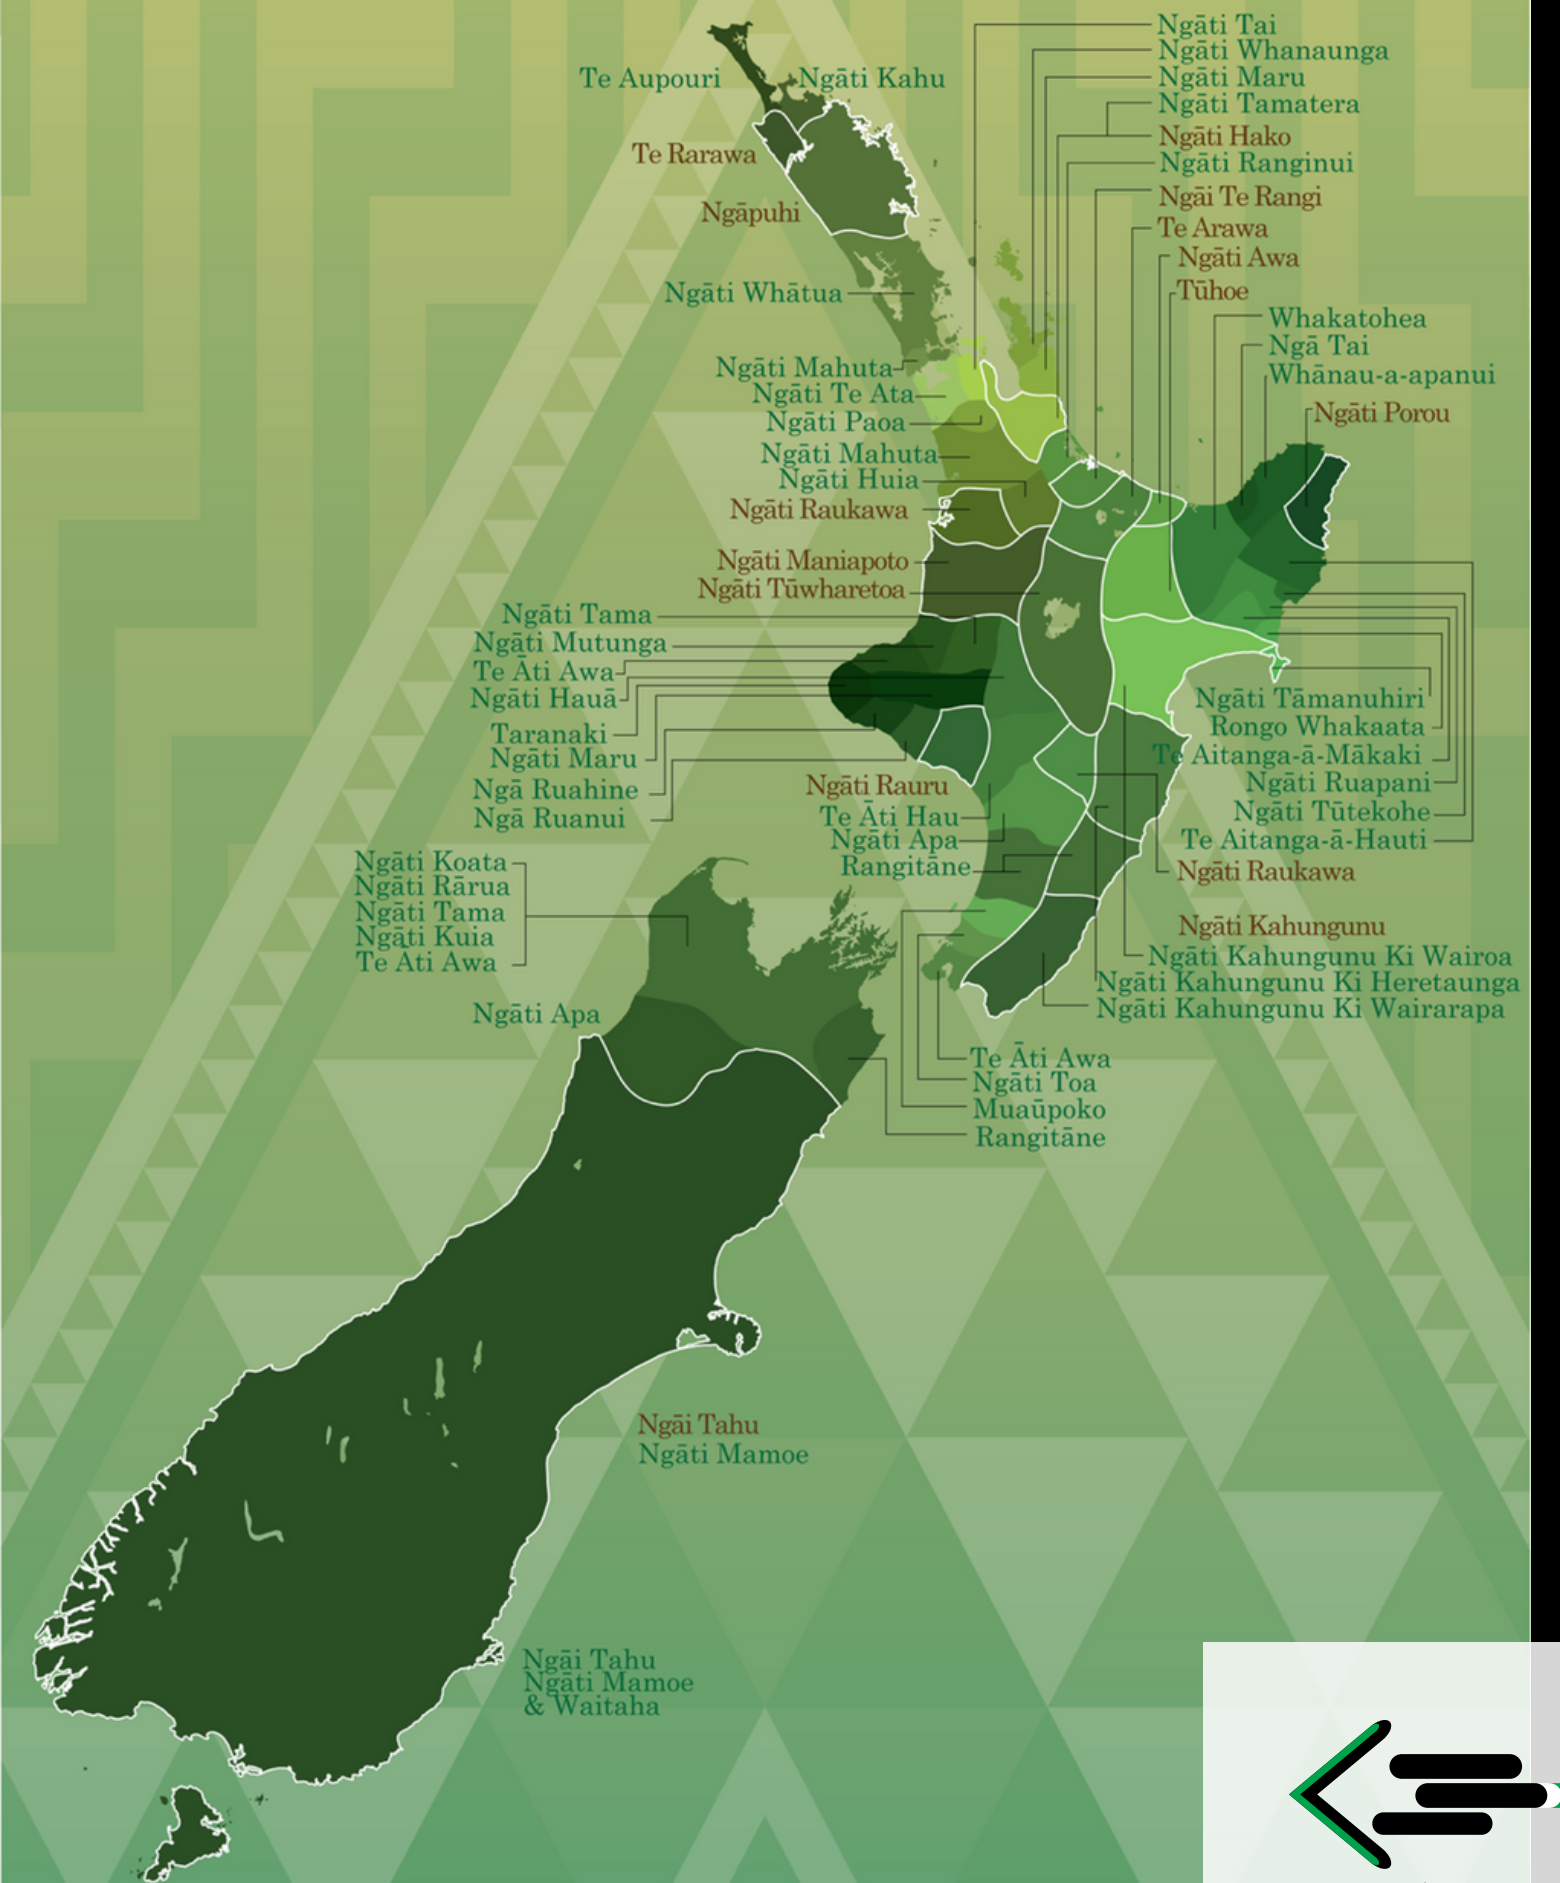 Ngāti Tai
Ngāti Whanaunga
Te Aupouri
Ngāti Kahu
Ngāti Maru
Ngāti Tamatera
Ngāti Hako
Te Rarawa
Ngāti Ranginui
Ngāi Te Rangi
Ngāpuhi
Te Arawa
Ngāti Awa
Tūhoe
Ngāti Whātua
Whakatohea
Ngā Tai
Whānau-a-apanui
Ngāti Porou
Ngāti Mahuta
Ngāti Te Ata
Ngāti Paoa
Ngāti Mahuta
Ngāti Huia
Ngāti Raukawa
Ngāti Maniapoto
Ngāti Tūwharetoa
Ngāti Tama
Ngāti Mutunga
Te Āti Awa
Ngāti Hauā
Taranaki
Ngāti Maru
Ngā Ruahine
Ngā Ruanui
Ngāti Tāmanuhiri
Rongo Whakaata
Te Aitanga-ā-Mākaki
Ngāti Ruapani
Ngāti Tūtekohe
Te Aitanga-ā-Hauti
Ngāti Rauru
Te Āti Hau
Ngāti Apa
Rangitāne
Ngāti Raukawa
Ngāti Kahungunu
Ngāti Kahungunu Ki Wairoa
Ngāti Kahungunu Ki Heretaunga
Ngāti Kahungunu Ki Wairarapa
Ngāti Koata
Ngāti Rārua
Ngāti Tama
Ngāti Kuia
Te Āti Awa
Ngāti Apa
Te Āti Awa
Ngāti Toa
Muaūpoko
Rangitāne
Ngāi Tahu
Ngāti Mamoe
Ngāi Tahu
Ngāti Mamoe
& Waitaha